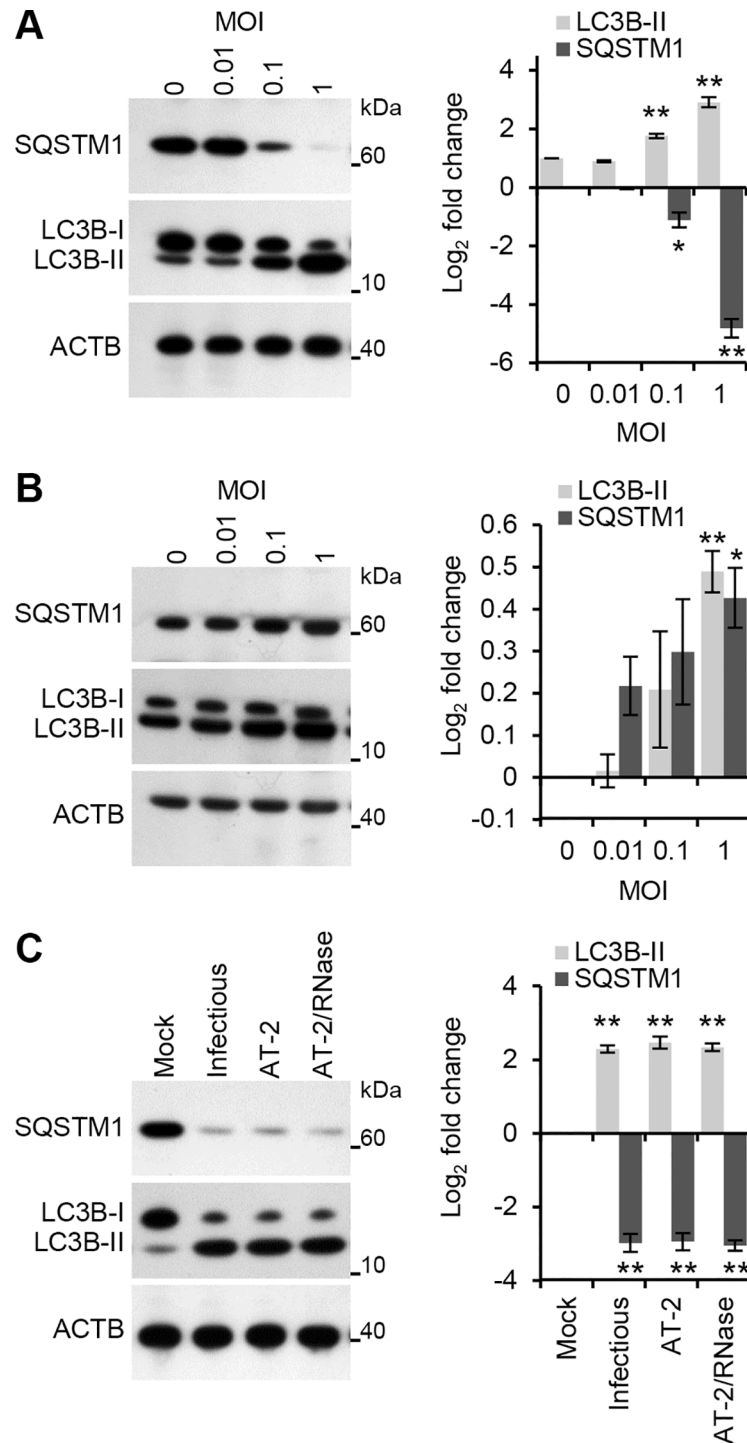 A
MOI
0 0.01 0.1 1
kDa
SQSTM1
60
LC3B-I
LC3B-II
10
ACTB
40
LC3B-II
SQSTM1
Log2 fold change
4
2
0
-2
-4
-6
** **
* **
0 0.01 0.1 1
MOI
B
MOI
0 0.01 0.1 1
kDa
SQSTM1
60
LC3B-I
LC3B-II
10
ACTB
40
LC3B-II
SQSTM1
Log2 fold change
0.6
0.5
0.4
0.3
0.2
0.1
0
-0.1
** *
0 0.01 0.1 1
MOI
C
Mock Infectious AT-2 AT-2/RNase
kDa
SQSTM1
60
LC3B-I
LC3B-II
10
ACTB
40
LC3B-II
SQSTM1
Log2 fold change
4
2
0
-2
-4
** ** **
** ** **
Mock Infectious AT-2 AT-2/RNase